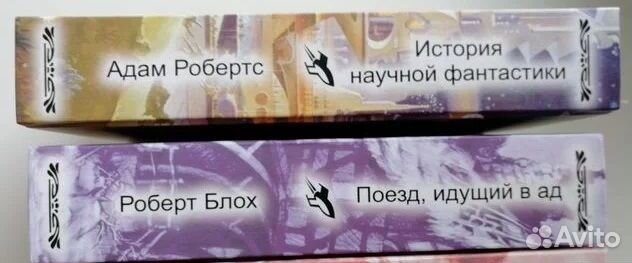 Адам Робертс
История
научной фантастики
Роберт Блох
Поезд, идущий в ад
Avito